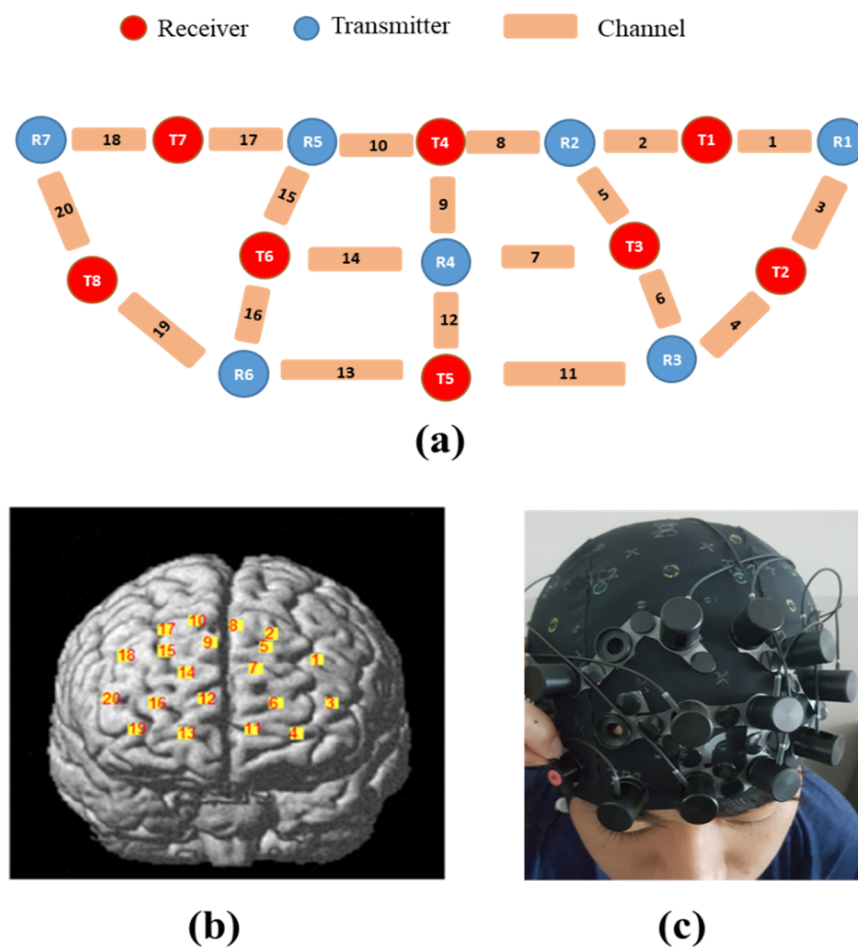 Receiver Transmitter Channel
R7 18 T7 17 R5 10 T4 8 R2 2 T1 1 R1
20 15 9 5 3
T8 T6 14 R4 7 T3 T2
19 16 12 6 4
R6 13 T5 11 R3
(a)
10 8
17 2
9
15 5
18 1
7
14
20 16 12 6 3
19 13 11 4
(b) (c)